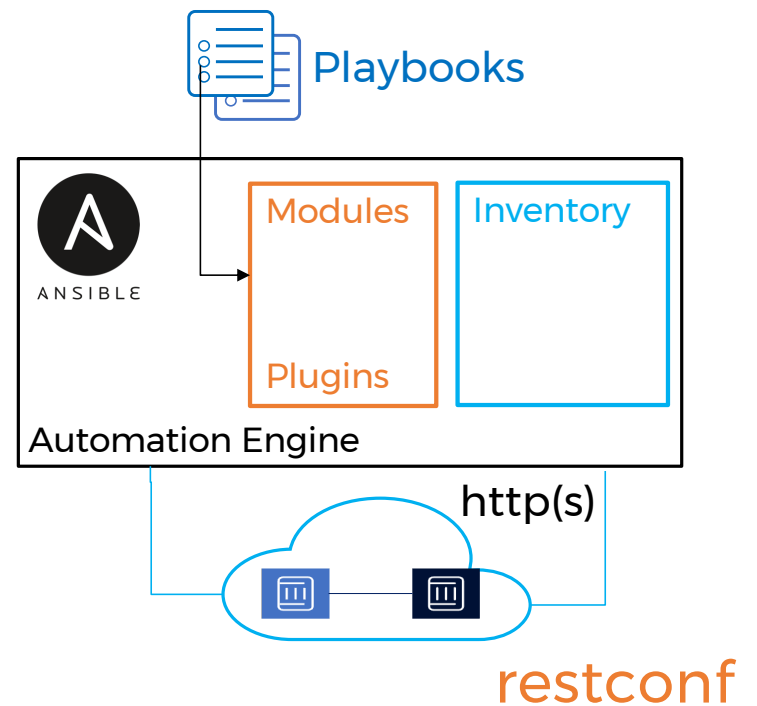 Playbooks
ANSIBLE
Modules
Inventory
Plugins
Automation Engine
http(s)
restconf